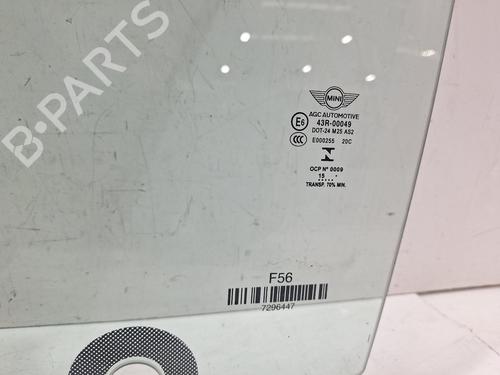 B-PARTS
MINI
AGC AUTOMOTIVE
E6 43R-00049
DOT-24 M25 AS2
CCC E000255 20C
OCP Nº 0009
15
TRANSP. 70% MIN.
F56
7296447